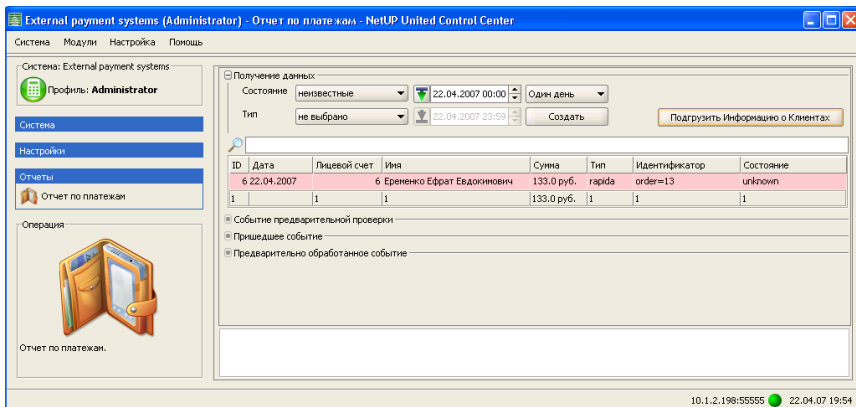 External payment systems (Administrator) - Отчет по платежам - NetUP United Control Center
Система Модули Настройка Помощь
Система: External payment systems
Профиль: Administrator
Система
Настройки
Отчеты
Отчет по платежам
Операция
Отчет по платежам.
Получение данных
Состояние неизвестные 22.04.2007 00:00 Один день
Тип не выбрано 22.04.2007 23:59 Создать Подгрузить Информацию о Клиентах
ID Дата Лицевой счет Имя Сумма Тип Идентификатор Состояние
6 22.04.2007 6 Еременко Ефрат Евдокимович 133.0 руб. rapida order=13 unknown
1 1 1 133.0 руб. 1 1 1
Событие предварительной проверки
Пришедшее событие
Предварительно обработанное событие
10.1.2.198:55555 22.04.07 19:54